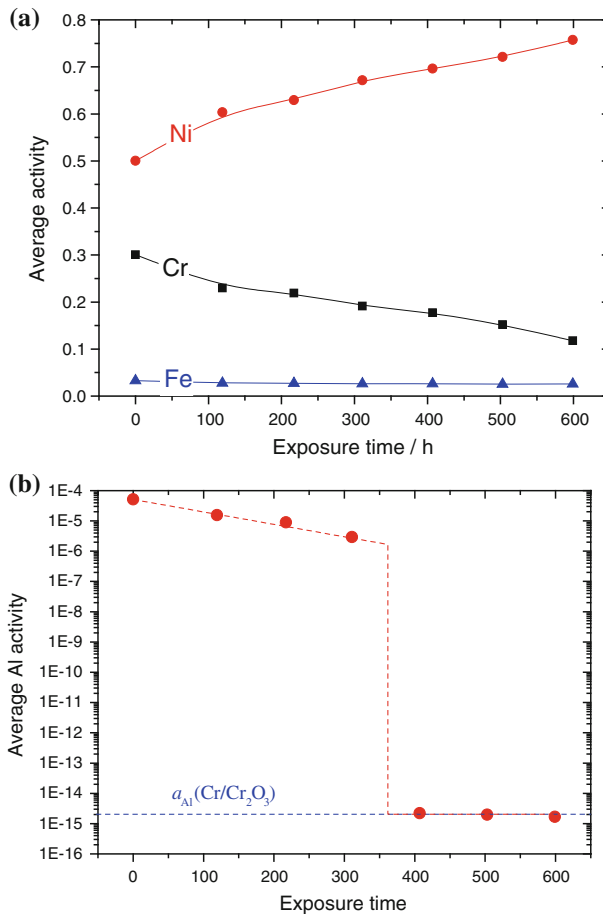 (a)
0.8
0.7
0.6
0.5
0.4
0.3
0.2
0.1
0.0
Average activity
Ni
Cr
Fe
0 100 200 300 400 500 600
Exposure time / h
(b)
1E-4
1E-5
1E-6
1E-7
1E-8
1E-9
1E-10
1E-11
1E-12
1E-13
1E-14
1E-15
1E-16
Average Al activity
a_Al(Cr/Cr₂O₃)
0 100 200 300 400 500 600
Exposure time